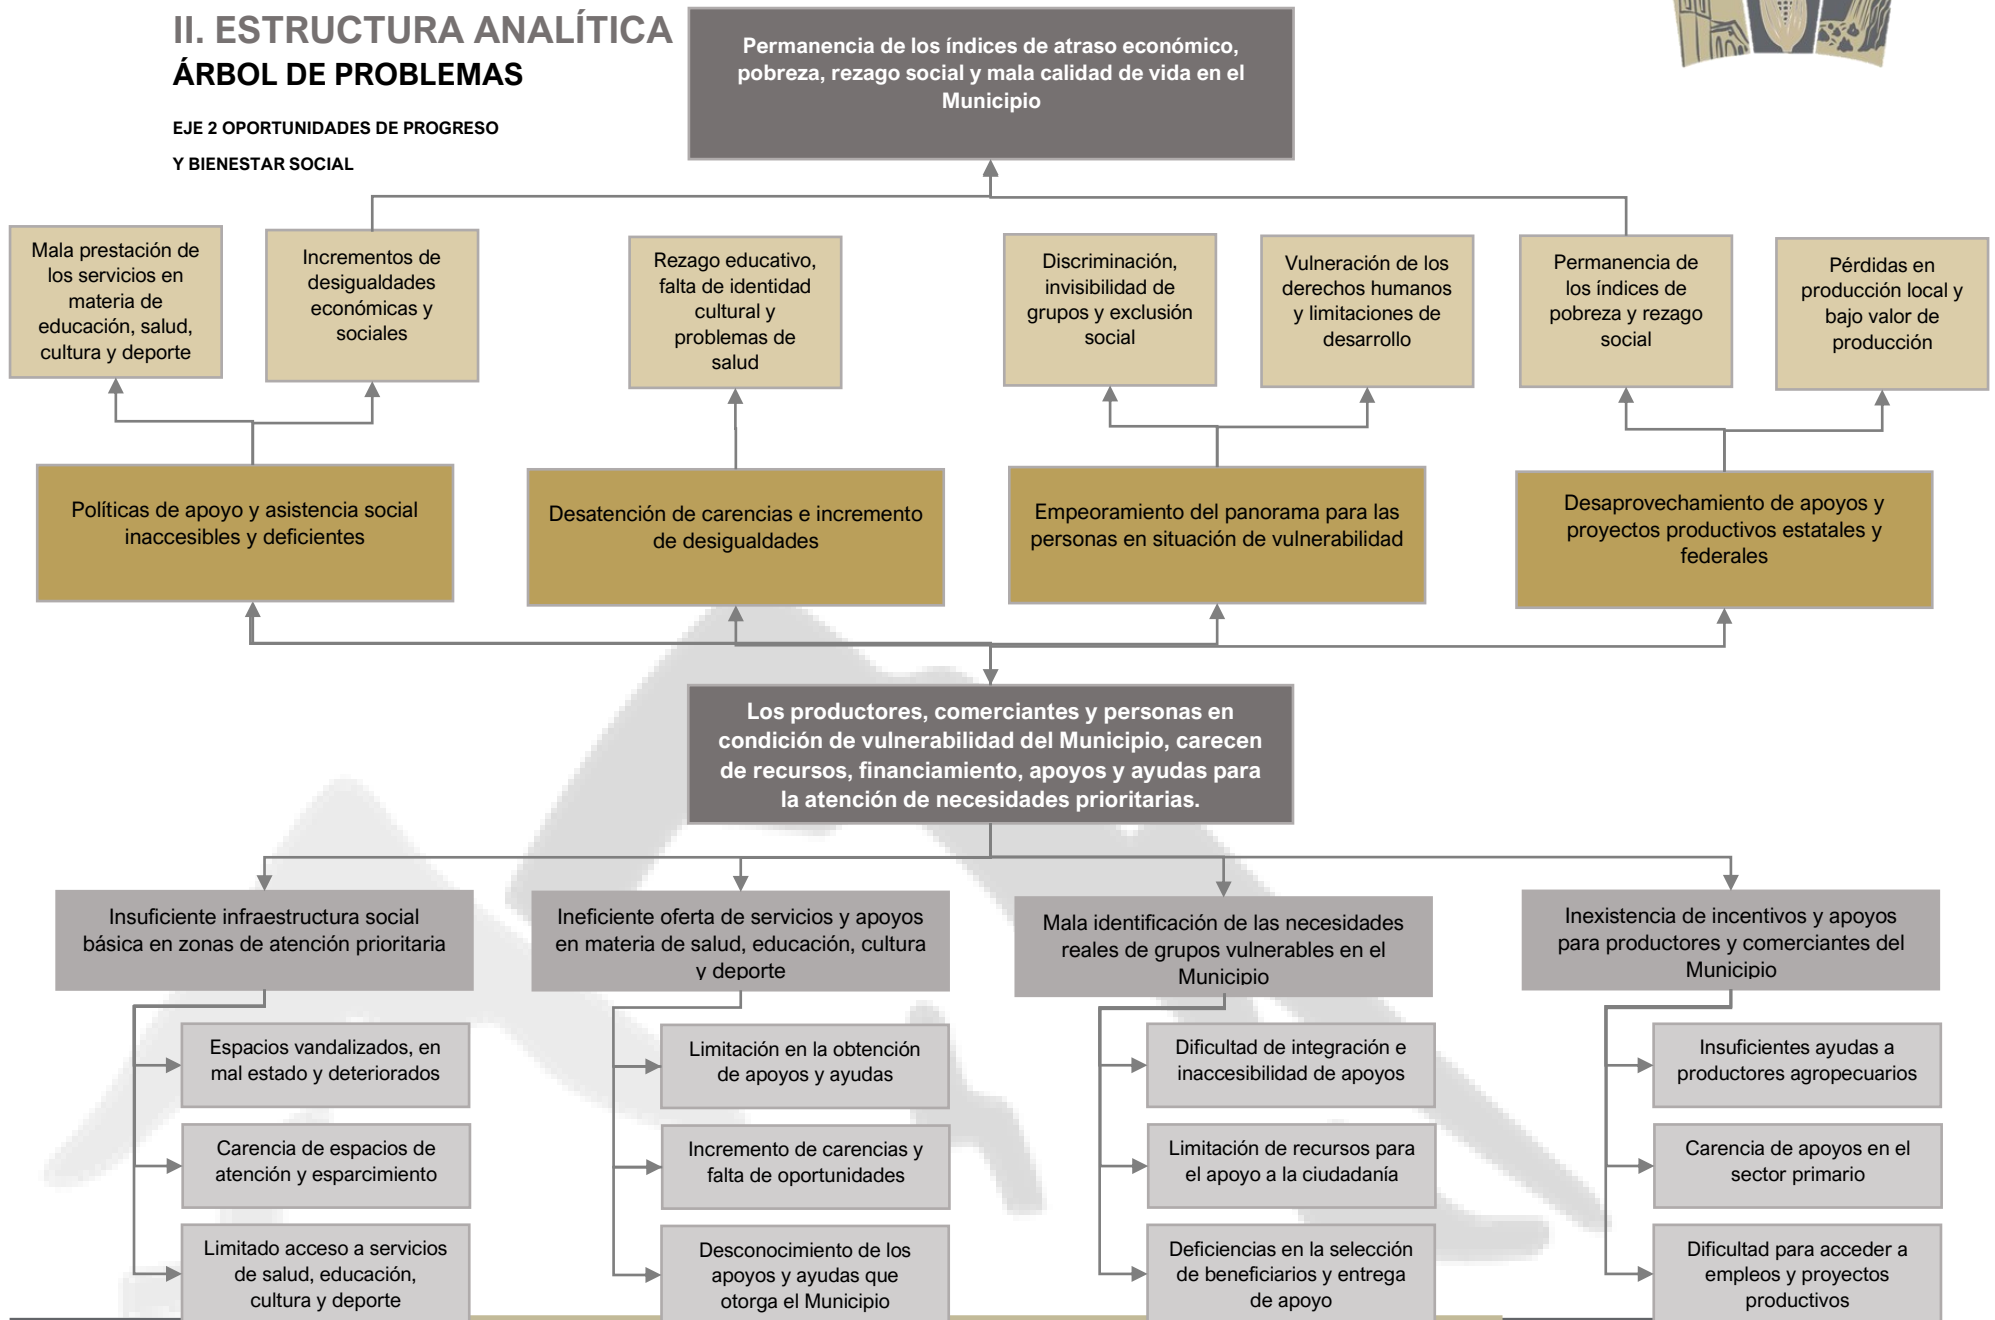 II. ESTRUCTURA ANALÍTICA
ÁRBOL DE PROBLEMAS
EJE 2 OPORTUNIDADES DE PROGRESO
Y BIENESTAR SOCIAL
Permanencia de los índices de atraso económico,
pobreza, rezago social y mala calidad de vida en el
Municipio
Mala prestación de
los servicios en
materia de
educación, salud,
cultura y deporte
Incrementos de
desigualdades
económicas y
sociales
Rezago educativo,
falta de identidad
cultural y
problemas de
salud
Discriminación,
invisibilidad de
grupos y exclusión
social
Vulneración de los
derechos humanos
y limitaciones de
desarrollo
Permanencia de
los índices de
pobreza y rezago
social
Pérdidas en
producción local y
bajo valor de
producción
Políticas de apoyo y asistencia social
inaccesibles y deficientes
Desatención de carencias e incremento
de desigualdades
Empeoramiento del panorama para las
personas en situación de vulnerabilidad
Desaprovechamiento de apoyos y
proyectos productivos estatales y
federales
Los productores, comerciantes y personas en
condición de vulnerabilidad del Municipio, carecen
de recursos, financiamiento, apoyos y ayudas para
la atención de necesidades prioritarias.
Insuficiente infraestructura social
básica en zonas de atención prioritaria
Ineficiente oferta de servicios y apoyos
en materia de salud, educación, cultura
y deporte
Mala identificación de las necesidades
reales de grupos vulnerables en el
Municipio
Inexistencia de incentivos y apoyos
para productores y comerciantes del
Municipio
Espacios vandalizados, en
mal estado y deteriorados
Carencia de espacios de
atención y esparcimiento
Limitado acceso a servicios
de salud, educación,
cultura y deporte
Limitación en la obtención
de apoyos y ayudas
Incremento de carencias y
falta de oportunidades
Desconocimiento de los
apoyos y ayudas que
otorga el Municipio
Dificultad de integración e
inaccesibilidad de apoyos
Limitación de recursos para
el apoyo a la ciudadanía
Deficiencias en la selección
de beneficiarios y entrega
de apoyo
Insuficientes ayudas a
productores agropecuarios
Carencia de apoyos en el
sector primario
Dificultad para acceder a
empleos y proyectos
productivos